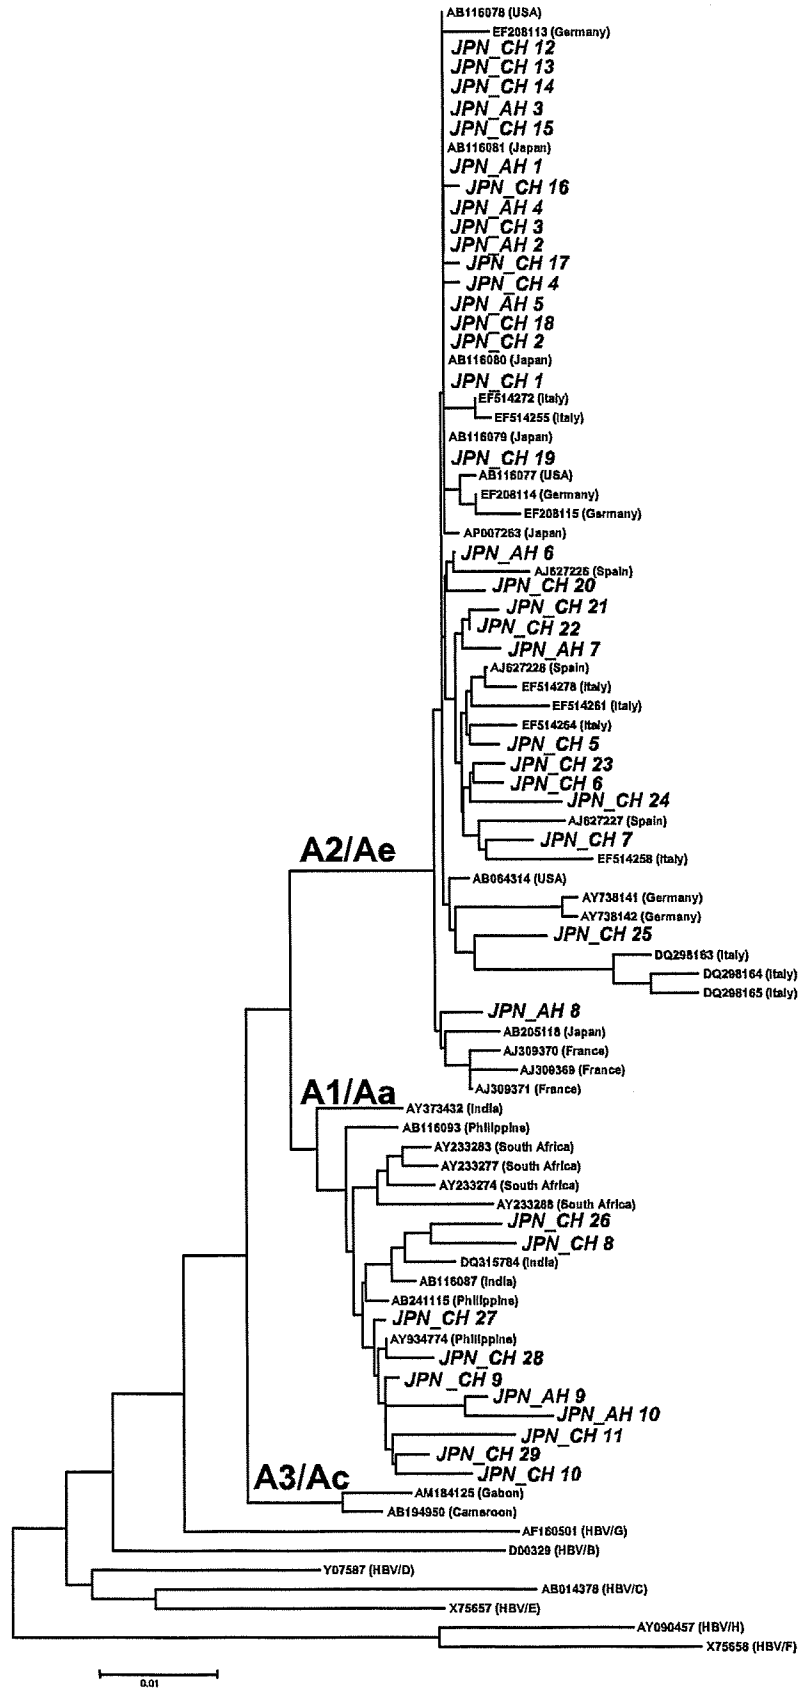 AB116078 (USA)
EF208113 (Germany)
JPN_CH 12
JPN_CH 13
JPN_CH 14
JPN_AH 3
JPN_CH 15
AB116081 (Japan)
JPN_AH 1
JPN_CH 16
JPN_AH 4
JPN_CH 3
JPN_AH 2
JPN_CH 17
JPN_CH 4
JPN_AH 5
JPN_CH 18
JPN_CH 2
AB116080 (Japan)
JPN_CH 1
EF514272 (Italy)
EF514255 (Italy)
AB116079 (Japan)
JPN_CH 19
AB116077 (USA)
EF208114 (Germany)
EF208115 (Germany)
AP007263 (Japan)
JPN_AH 6
AJ627226 (Spain)
JPN_CH 20
JPN_CH 21
JPN_CH 22
JPN_AH 7
AJ627228 (Spain)
EF514278 (Italy)
EF514261 (Italy)
EF514264 (Italy)
JPN_CH 5
JPN_CH 23
JPN_CH 6
JPN_CH 24
AJ627227 (Spain)
JPN_CH 7
A2/Ae
EF514258 (Italy)
AB064314 (USA)
AY738141 (Germany)
AY738142 (Germany)
JPN_CH 25
DQ298163 (Italy)
DQ298164 (Italy)
DQ298165 (Italy)
JPN_AH 8
AB205118 (Japan)
AJ309370 (France)
AJ309369 (France)
AJ309371 (France)
A1/Aa
AY373432 (India)
AB116093 (Philippine)
AY233283 (South Africa)
AY233277 (South Africa)
AY233274 (South Africa)
AY233288 (South Africa)
JPN_CH 26
JPN_CH 8
DQ315784 (India)
AB116087 (India)
AB241115 (Philippine)
JPN_CH 27
AY934774 (Philippine)
JPN_CH 28
JPN_CH 9
JPN_AH 9
JPN_AH 10
JPN_CH 11
JPN_CH 29
JPN_CH 10
A3/Ac
AM184125 (Gabon)
AB194950 (Cameroon)
AF160501 (HBV/G)
D00329 (HBV/B)
Y07587 (HBV/D)
AB014378 (HBV/C)
X75657 (HBV/E)
AY090457 (HBV/H)
X75658 (HBV/F)
0.01